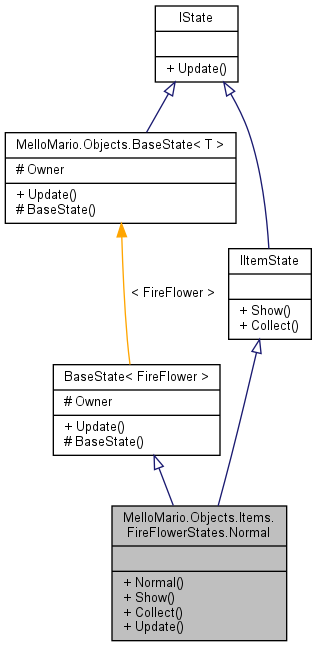 IState
+ Update()
MelloMario.Objects.BaseState< T >
# Owner
+ Update()
# BaseState()
IItemState
+ Show()
+ Collect()
< FireFlower >
BaseState< FireFlower >
# Owner
+ Update()
# BaseState()
MelloMario.Objects.Items.
FireFlowerStates.Normal
+ Normal()
+ Show()
+ Collect()
+ Update()